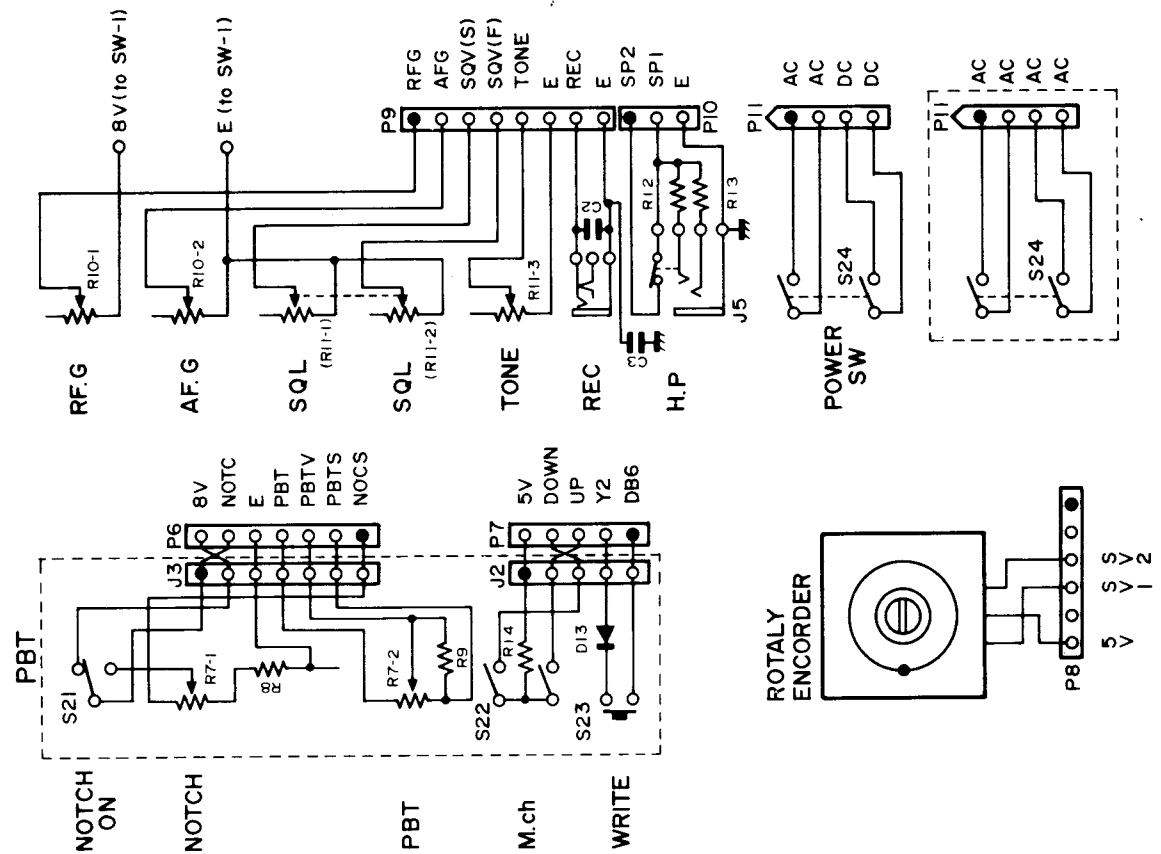 8V (to SW-1)
E (to SW-1)
R10-1
RF.G
R10-2
AF.G
(R11-1)
SQL
(R11-2)
SQL
R11-3
TONE
REC
C2
C3
H.P
J5
R12
R13
P9
RFG
AFG
SQV(S)
SQV(F)
TONE
E
REC
E
SP2
SP1
E
P10
P11
AC
AC
DC
DC
S24
POWER
SW
P11
AC
AC
AC
AC
S24
PBT
S21
NOTCH
ON
R7-1
NOTCH
R8
R7-2
R9
PBT
J3
P6
8V
NOTC
E
PBT
PBTV
PBTS
NOCS
J2
P7
5V
DOWN
UP
Y2
DB6
R14
S22
M.ch
D13
S23
WRITE
ROTALY
ENCORDER
P8
5V
SV1
SV2